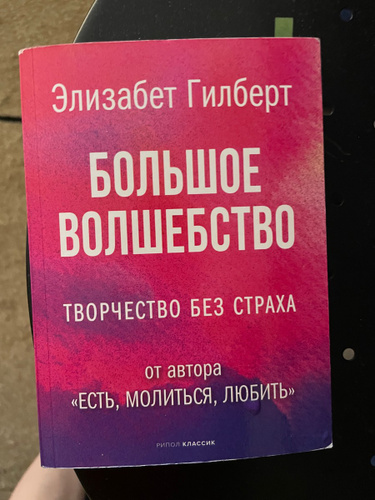 Элизабет Гилберт
БОЛЬШОЕ
ВОЛШЕБСТВО
ТВОРЧЕСТВО БЕЗ СТРАХА
от автора
«ЕСТЬ, МОЛИТЬСЯ, ЛЮБИТЬ»
РИПОЛ КЛАССИК